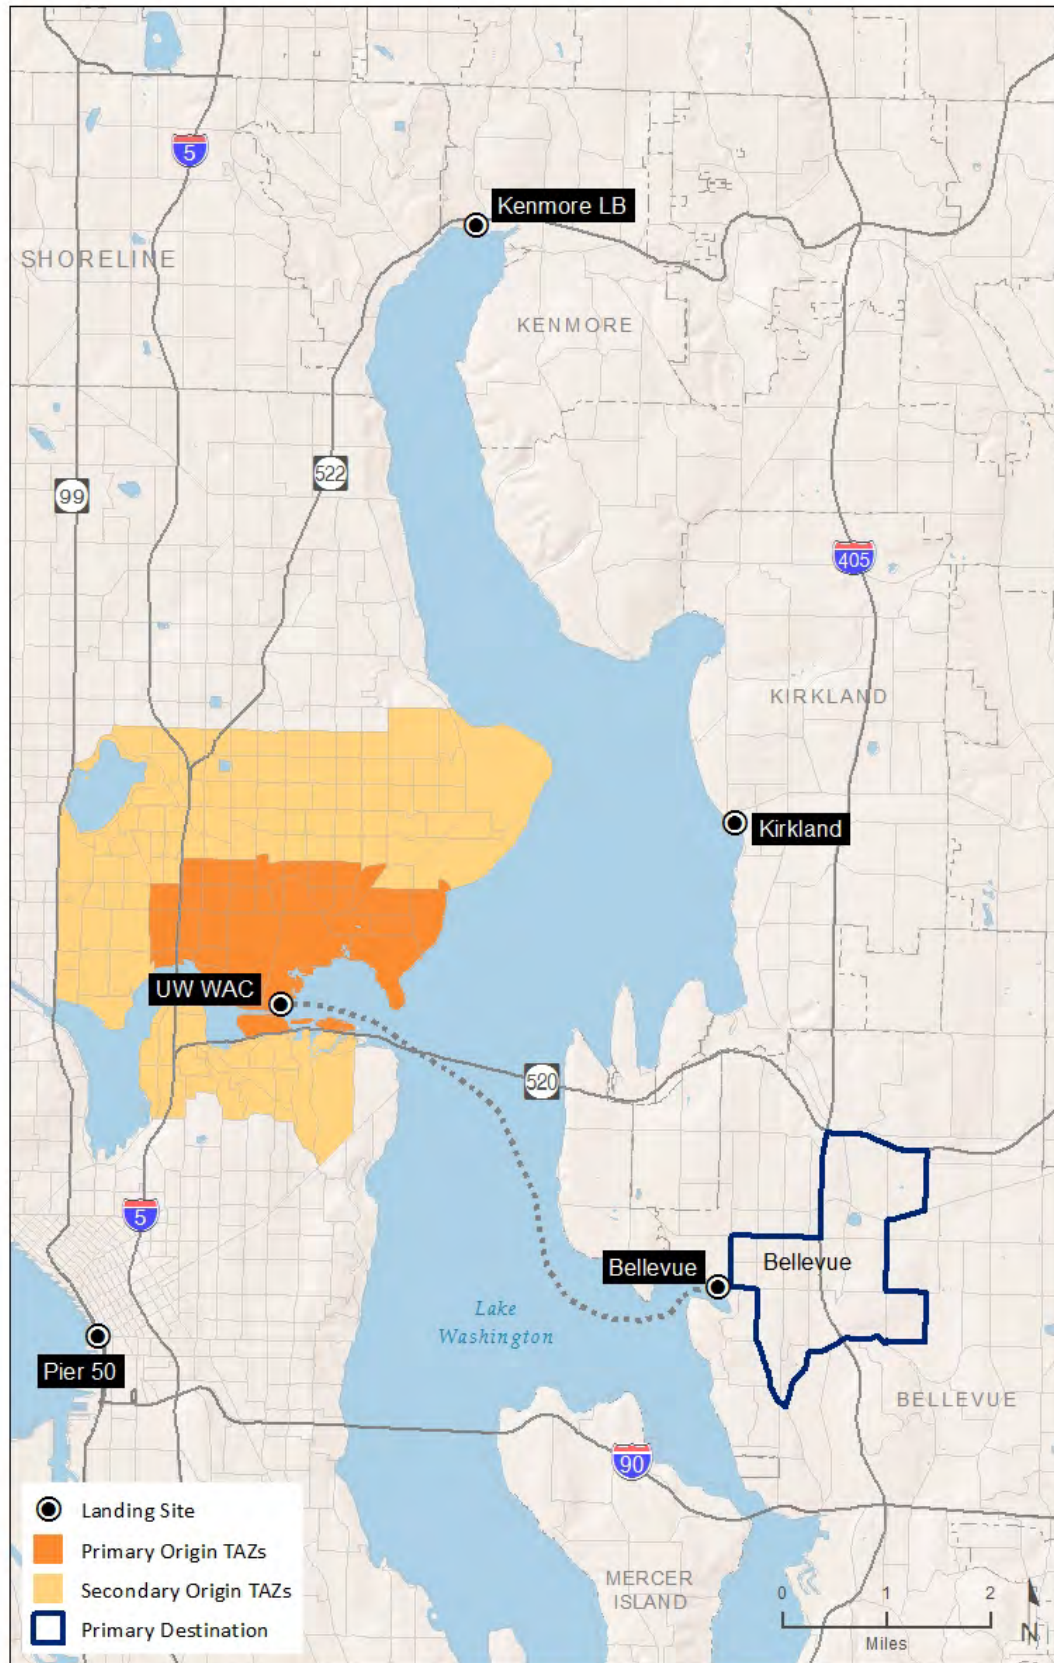 5
Kenmore LB
SHORELINE
KENMORE
522
99
405
KIRKLAND
Kirkland
UW WAC
520
5
Bellevue
Bellevue
Lake
Washington
Pier 50
BELLEVUE
90
Landing Site
Primary Origin TAZs
Secondary Origin TAZs
Primary Destination
MERCER
ISLAND
0 1 2
Miles
N